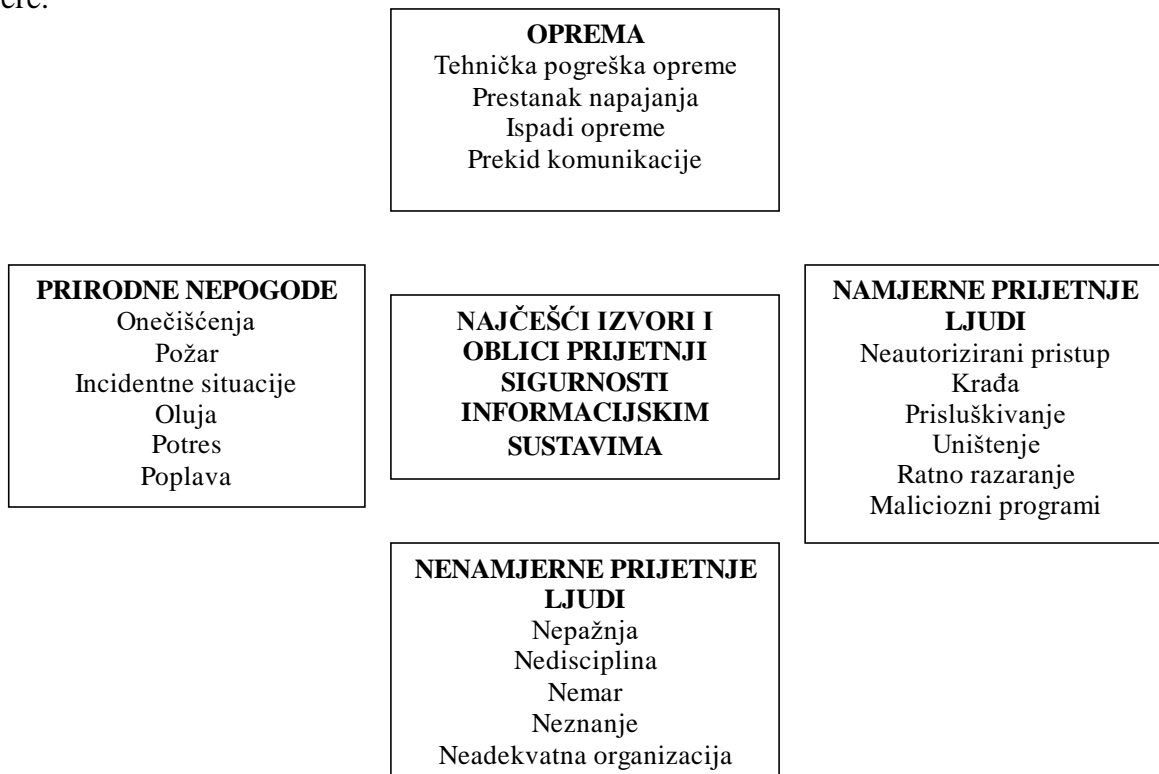 OPREMA
Tehnička pogreška opreme
Prestanak napajanja
Ispadi opreme
Prekid komunikacije
PRIRODNE NEPOGODE
Onečišćenja
Požar
Incidentne situacije
Oluja
Potres
Poplava
NAJČEŠĆI IZVORI I
OBLICI PRIJETNJI
SIGURNOSTI
INFORMACIJSKIM
SUSTAVIMA
NAMJERNE PRIJETNJE
LJUDI
Neautorizirani pristup
Krađa
Prisluškivanje
Uništenje
Ratno razaranje
Maliciozni programi
NENAMJERNE PRIJETNJE
LJUDI
Nepažnja
Nedisciplina
Nemar
Neznanje
Neadekvatna organizacija